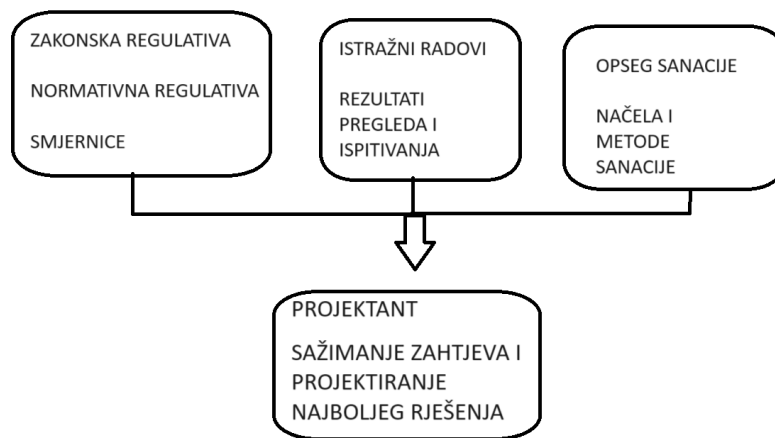 ZAKONSKA REGULATIVA
NORMATIVNA REGULATIVA
SMJERNICE
ISTRAŽNI RADOVI
REZULTATI
PREGLEDA I
ISPITIVANJA
OPSEG SANACIJE
NAČELA I
METODE
SANACIJE
PROJEKTANT
SAŽIMANJE ZAHTJEVA I
PROJEKTIRANJE
NAJBOLJEG RJEŠENJA